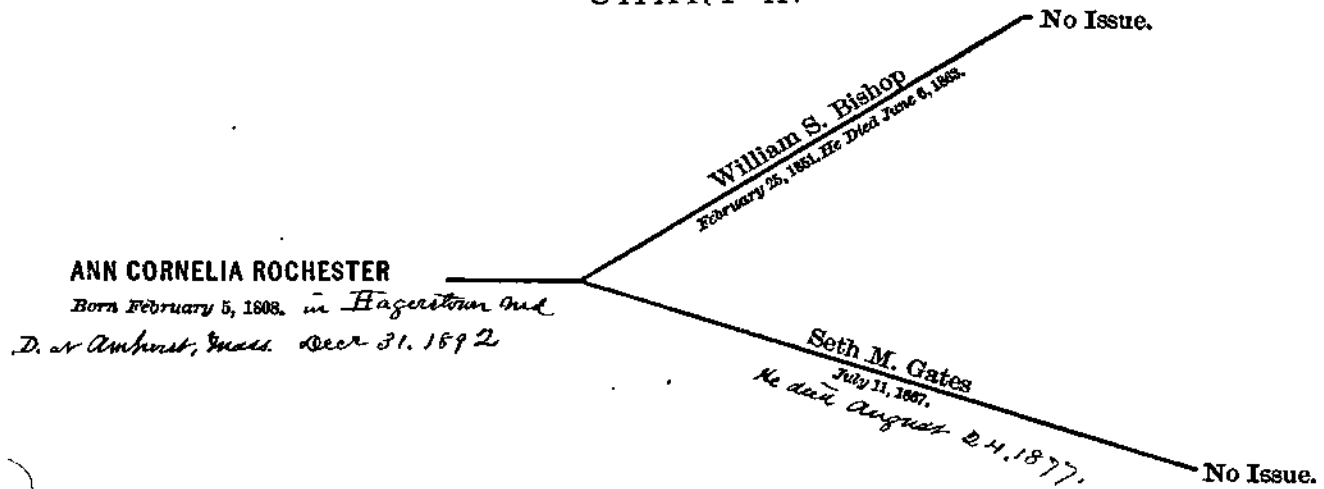 No Issue.
William S. Bishop
February 25, 1851. He Died June 6, 1863.
ANN CORNELIA ROCHESTER
Born February 5, 1808. in Hagerstown Md
D. at Amherst, Mass. Decr 31. 1892
Seth M. Gates
July 11, 1867.
He died August 24. 1877.
No Issue.